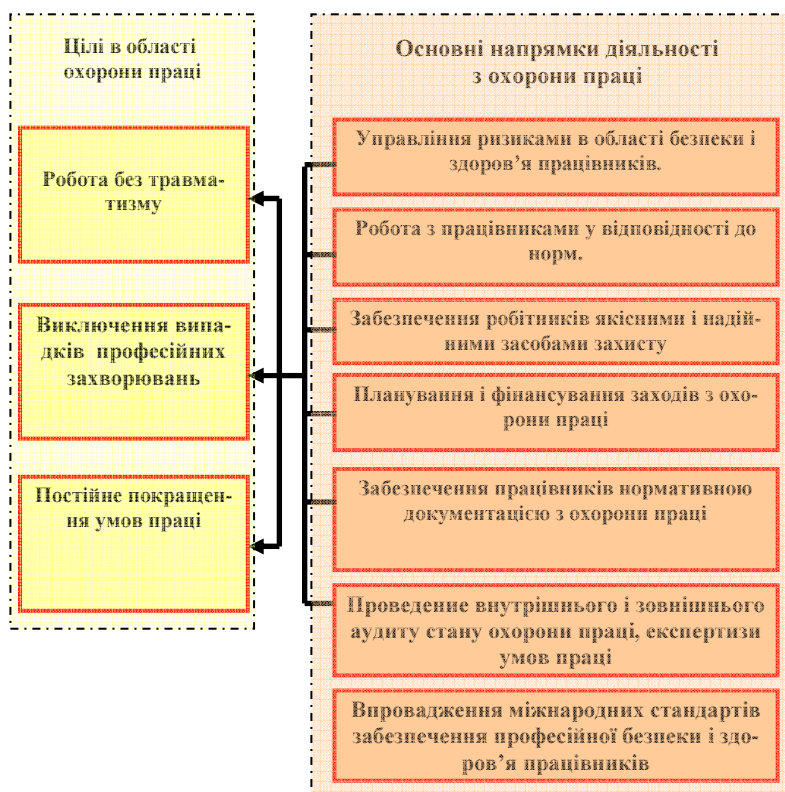 Цілі в області
охорони праці
Робота без травма-
тизму
Виключення випа-
дків професійних
захворювань
Постійне покращен-
ня умов праці
Основні напрямки діяльності
з охорони праці
Управління ризиками в області безпеки і
здоров’я працівників.
Робота з працівниками у відповідності до
норм.
Забезпечення робітників якісними і надій-
ними засобами захисту
Планування і фінансування заходів з охо-
рони праці
Забезпечення працівників нормативною
документацією з охорони праці
Проведение внутрішнього і зовнішнього
аудиту стану охорони праці, експертизи
умов праці
Впровадження міжнародних стандартів
забезпечення професійної безпеки і здо-
ров’я працівників